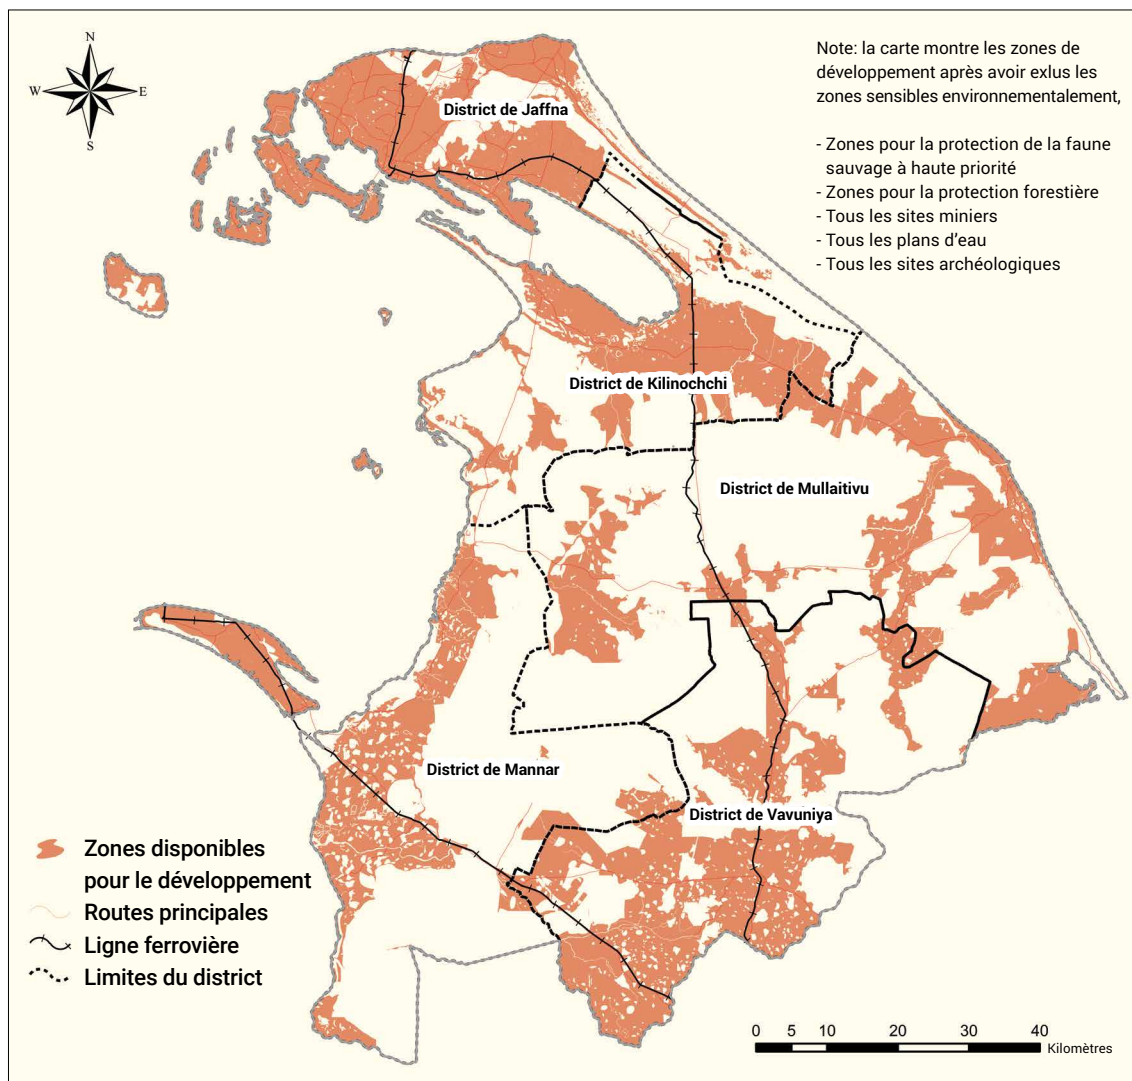 N
W
E
S
Note: la carte montre les zones de
développement après avoir exlus les
zones sensibles environnementalement,
- Zones pour la protection de la faune
sauvage à haute priorité
- Zones pour la protection forestière
- Tous les sites miniers
- Tous les plans d'eau
- Tous les sites archéologiques
District de Jaffna
District de Kilinochchi
District de Mullaitivu
District de Mannar
District de Vavuniya
Zones disponibles
pour le développement
Routes principales
Ligne ferrovière
Limites du district
0 5 10 20 30 40
Kilomètres